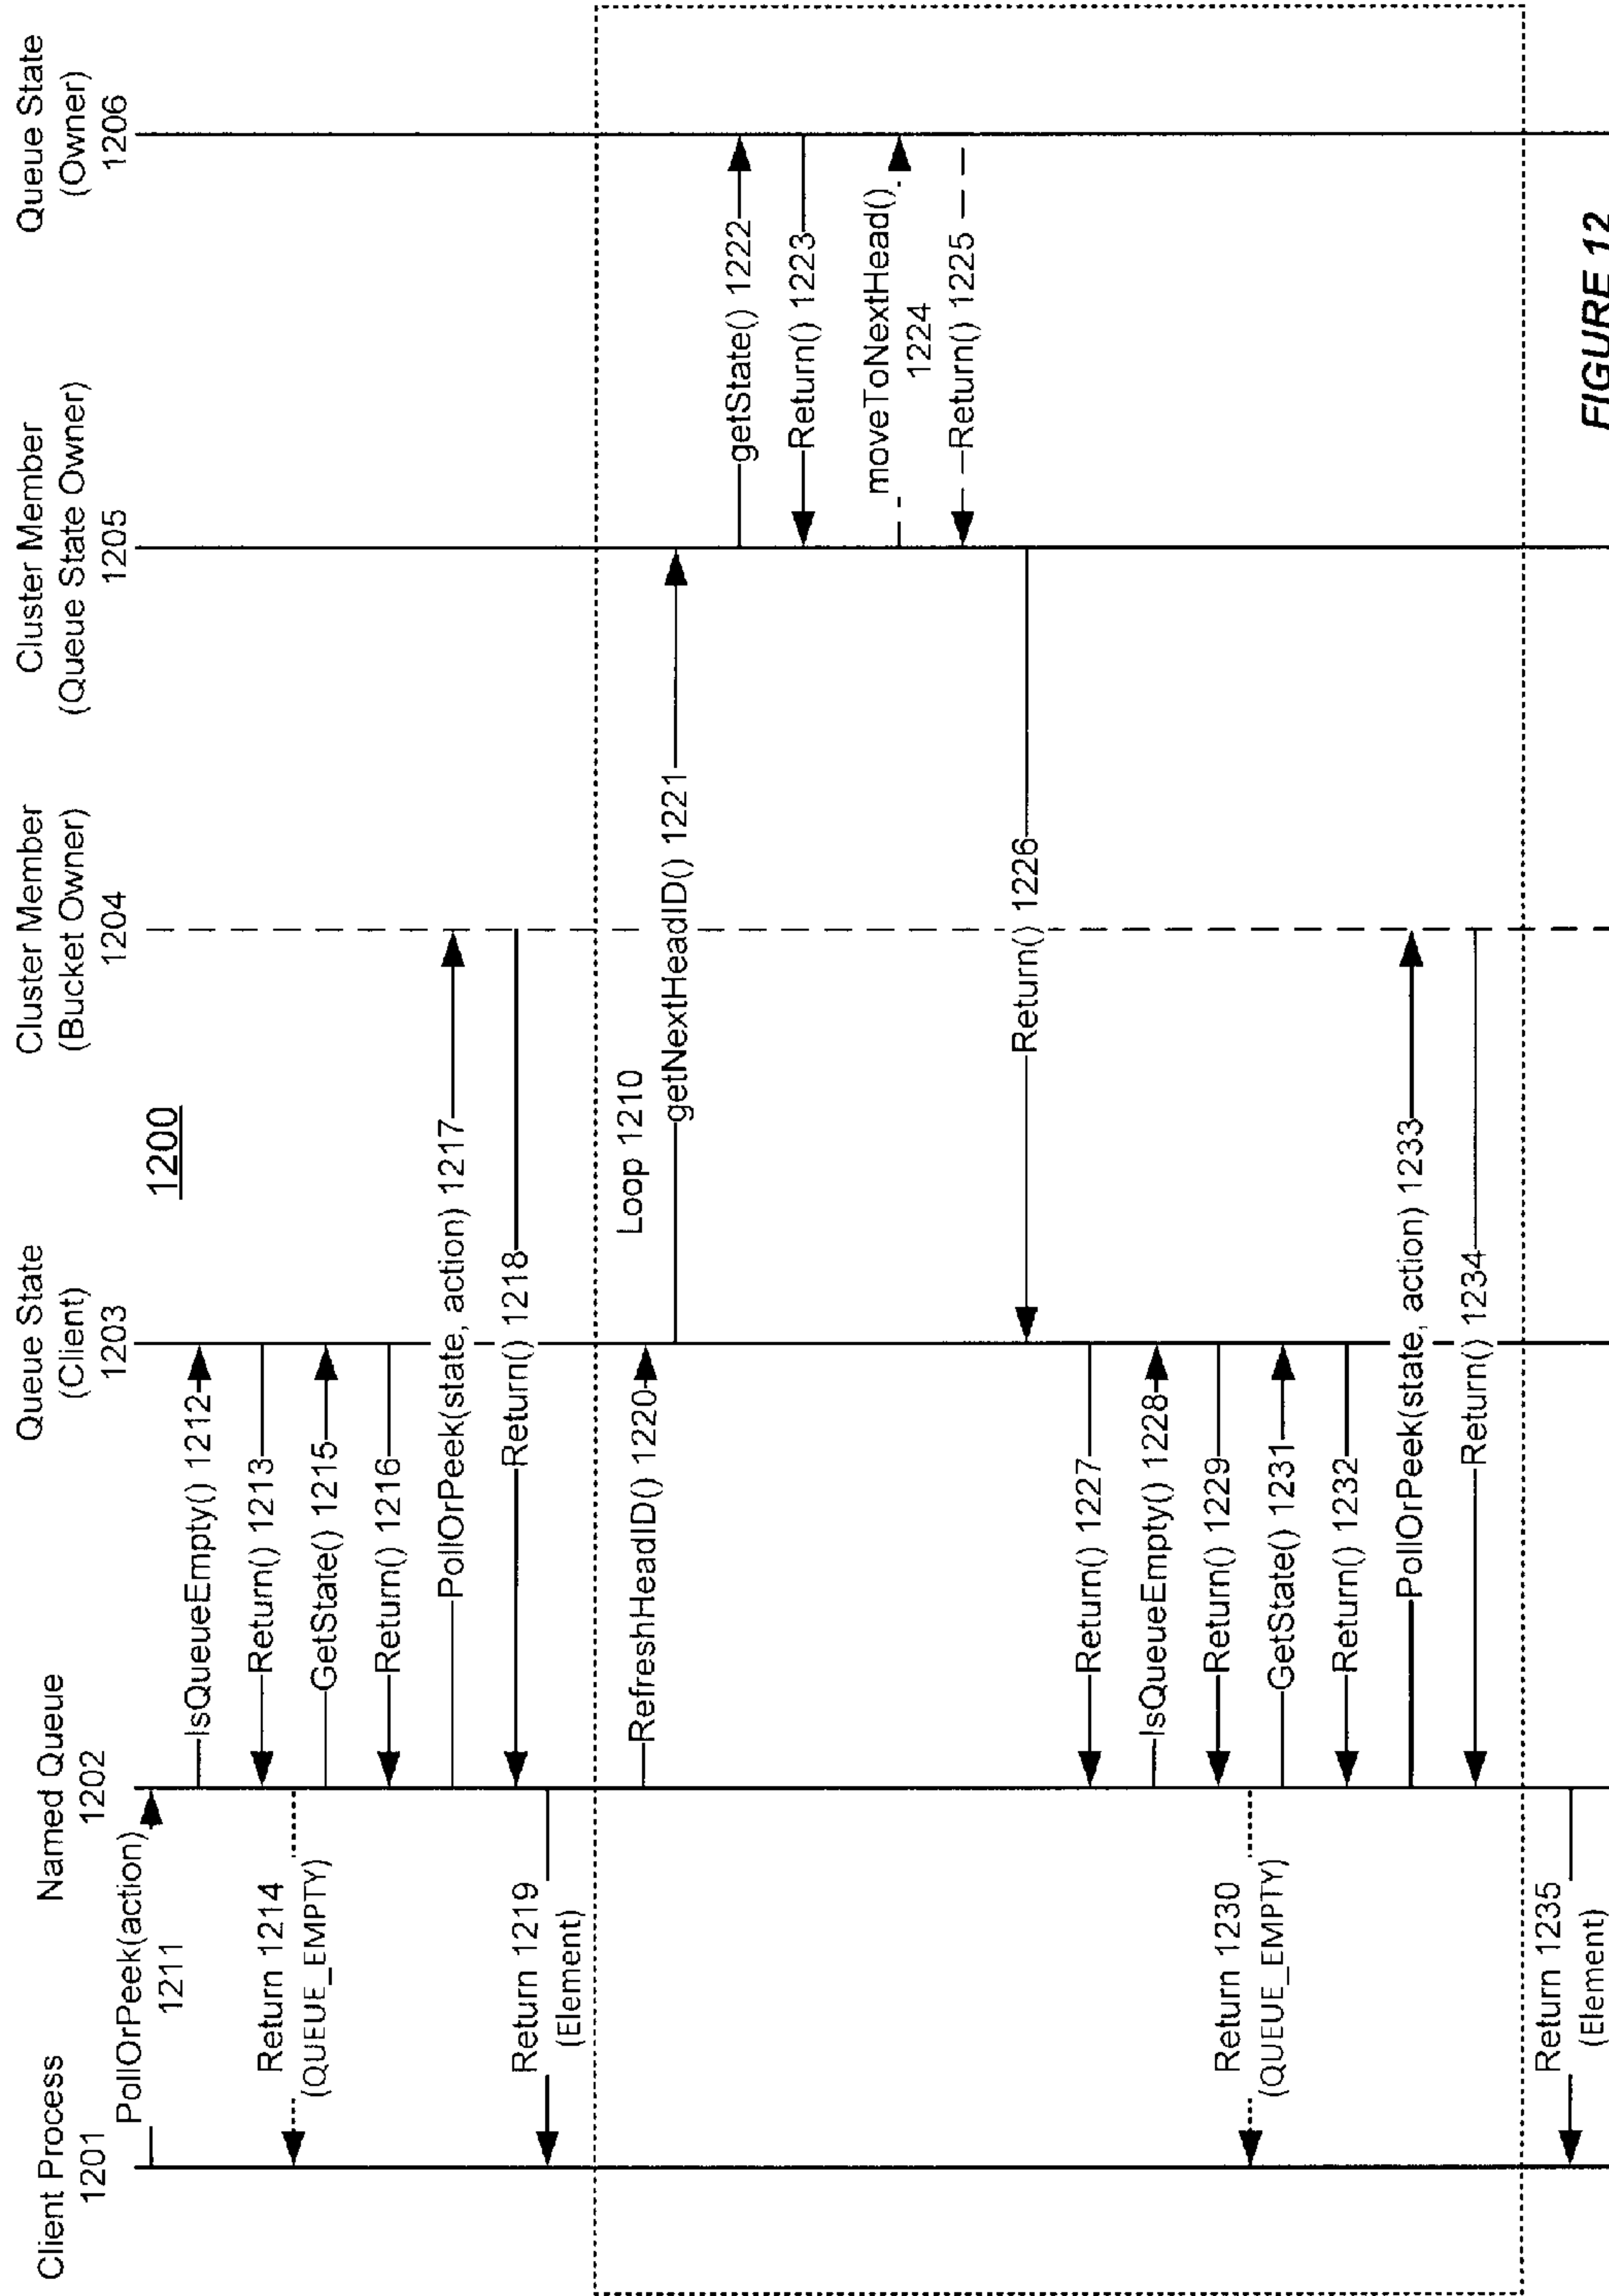 Client Process
1201
Named Queue
1202
Queue State
(Client)
1203
Cluster Member
(Bucket Owner)
1204
Cluster Member
(Queue State Owner)
1205
Queue State
(Owner)
1206
1200
PollOrPeek(action)
1211
IsQueueEmpty() 1212
Return() 1213
Return 1214
(QUEUE_EMPTY)
GetState() 1215
Return() 1216
PollOrPeek(state, action) 1217
Return() 1218
Return 1219
(Element)
Loop 1210
RefreshHeadID() 1220
getNextHeadID() 1221
getState() 1222
Return() 1223
moveToNextHead()
1224
Return() 1225
Return() 1226
Return() 1227
IsQueueEmpty() 1228
Return() 1229
Return 1230
(QUEUE_EMPTY)
GetState() 1231
Return() 1232
PollOrPeek(state, action) 1233
Return() 1234
Return 1235
(Element)
FIGURE 12